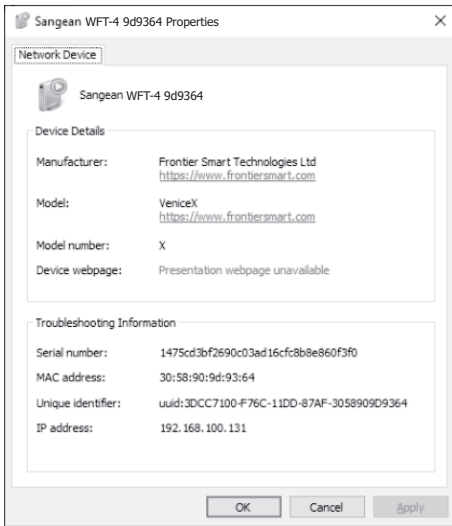 Sangean WFT-4 9d9364 Properties
Network Device
Sangean WFT-4 9d9364
Device Details
Manufacturer: Frontier Smart Technologies Ltd
https://www.frontiersmart.com
Model: VeniceX
https://www.frontiersmart.com
Model number: X
Device webpage: Presentation webpage unavailable
Troubleshooting Information
Serial number: 1475cd3bf2690c03ad16cfc8b8e860f3f0
MAC address: 30:58:90:9d:93:64
Unique identifier: uuid:3DCC7100-F76C-11DD-87AF-3058909D9364
IP address: 192.168.100.131
OK Cancel Apply